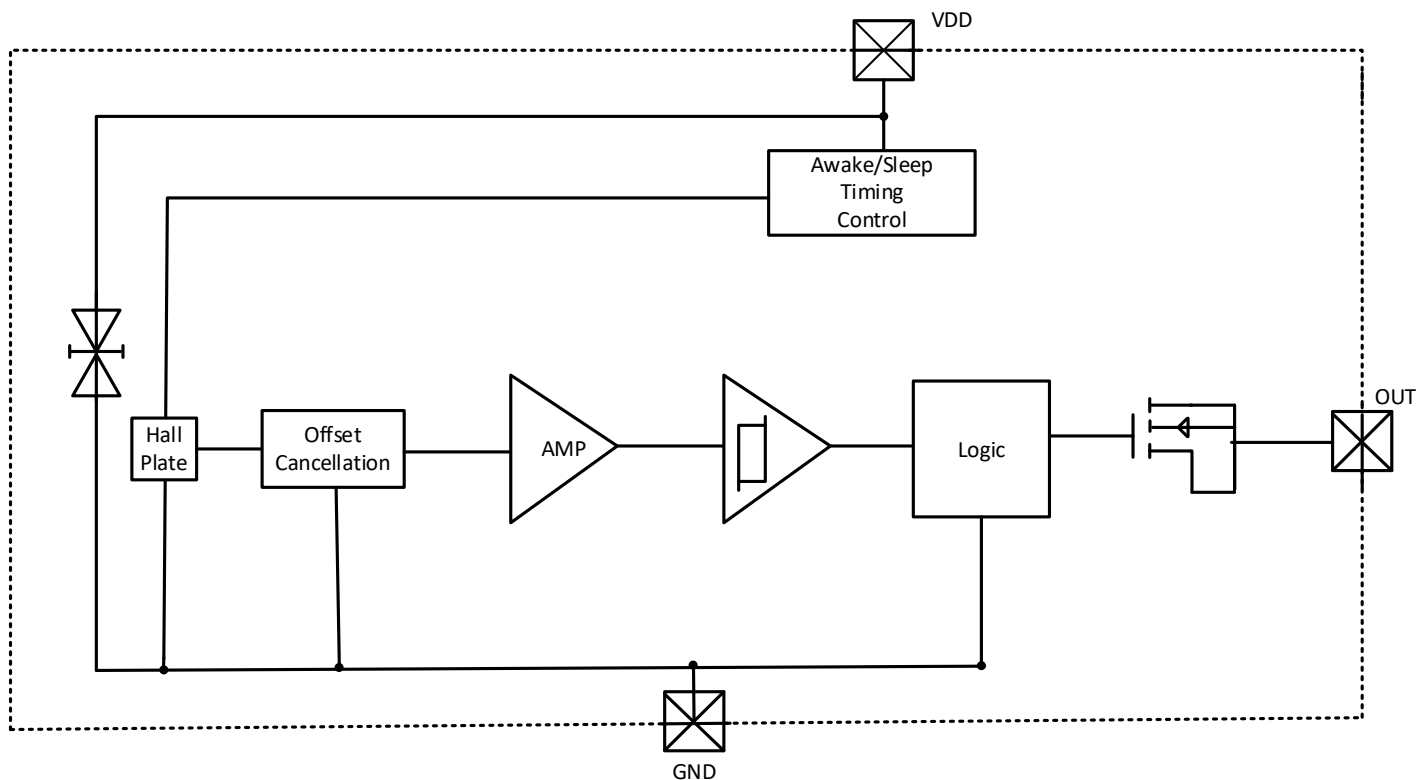 VDD
Awake/Sleep
Timing
Control
OUT
Hall
Plate
Offset
Cancellation
AMP
Logic
GND